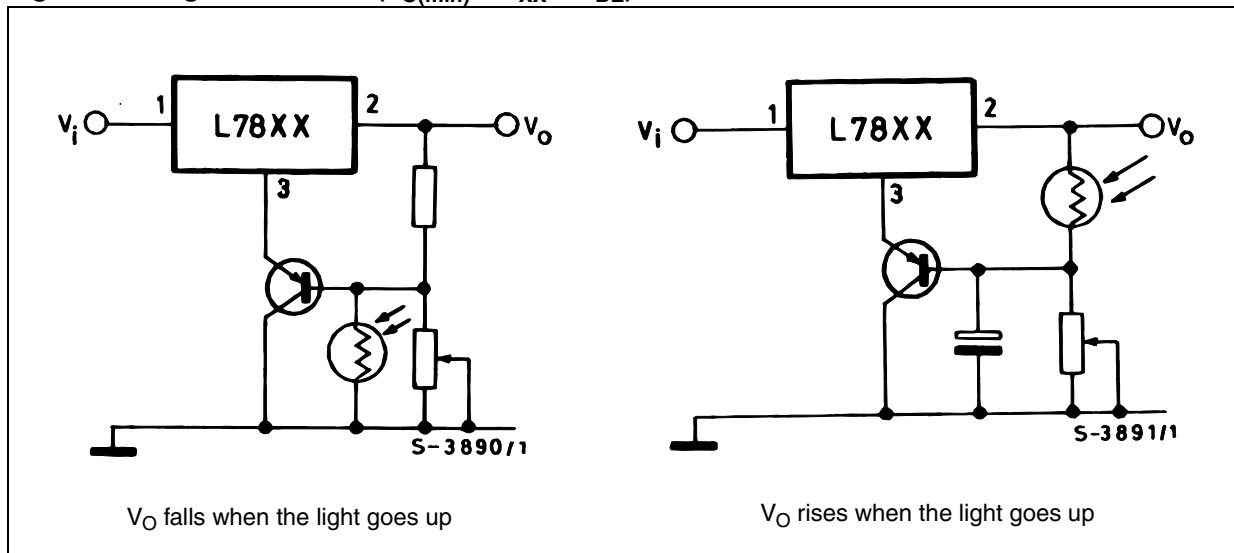 V_i 1 L78XX 2 V_O
3
S-3890/1
V_O falls when the light goes up
V_i 1 L78XX 2 V_O
3
S-3891/1
V_O rises when the light goes up